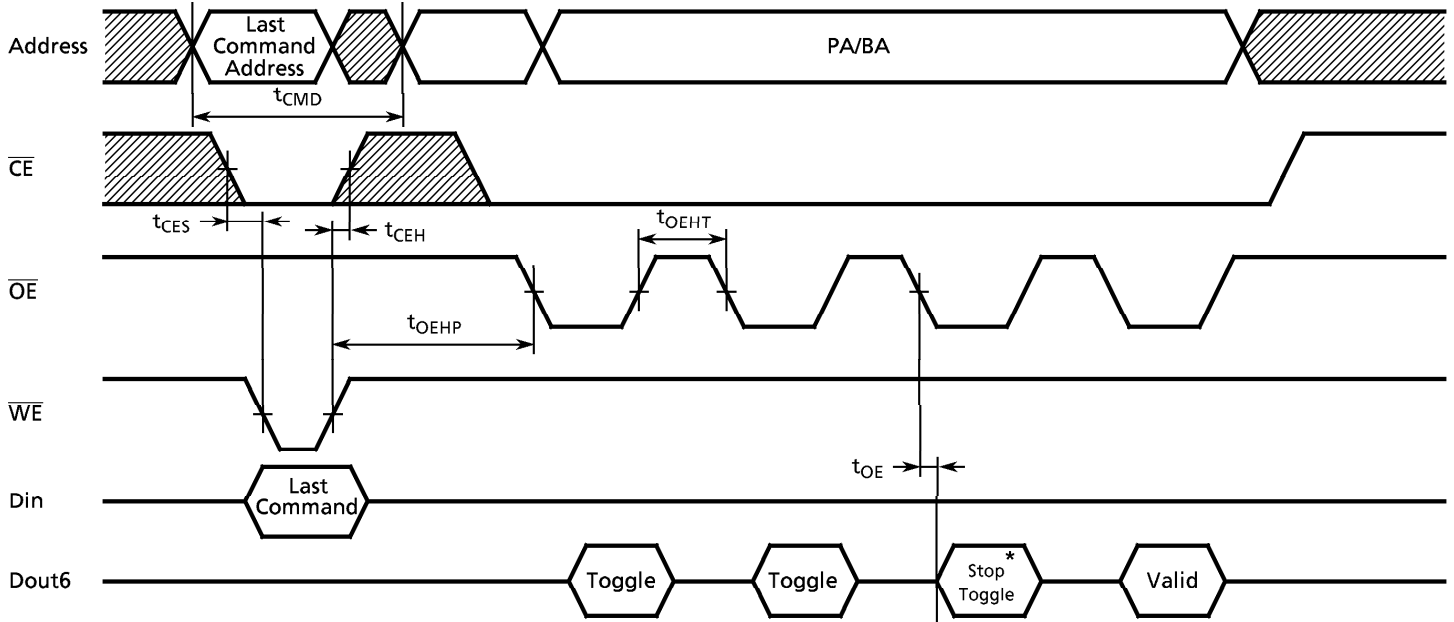 Address
Last
Command
Address
PA/BA
tCMD
CE
tCES
tCEH
tOEHT
OE
tOEHP
WE
tOE
Din
Last
Command
Dout6
Toggle
Toggle
Stop *
Toggle
Valid